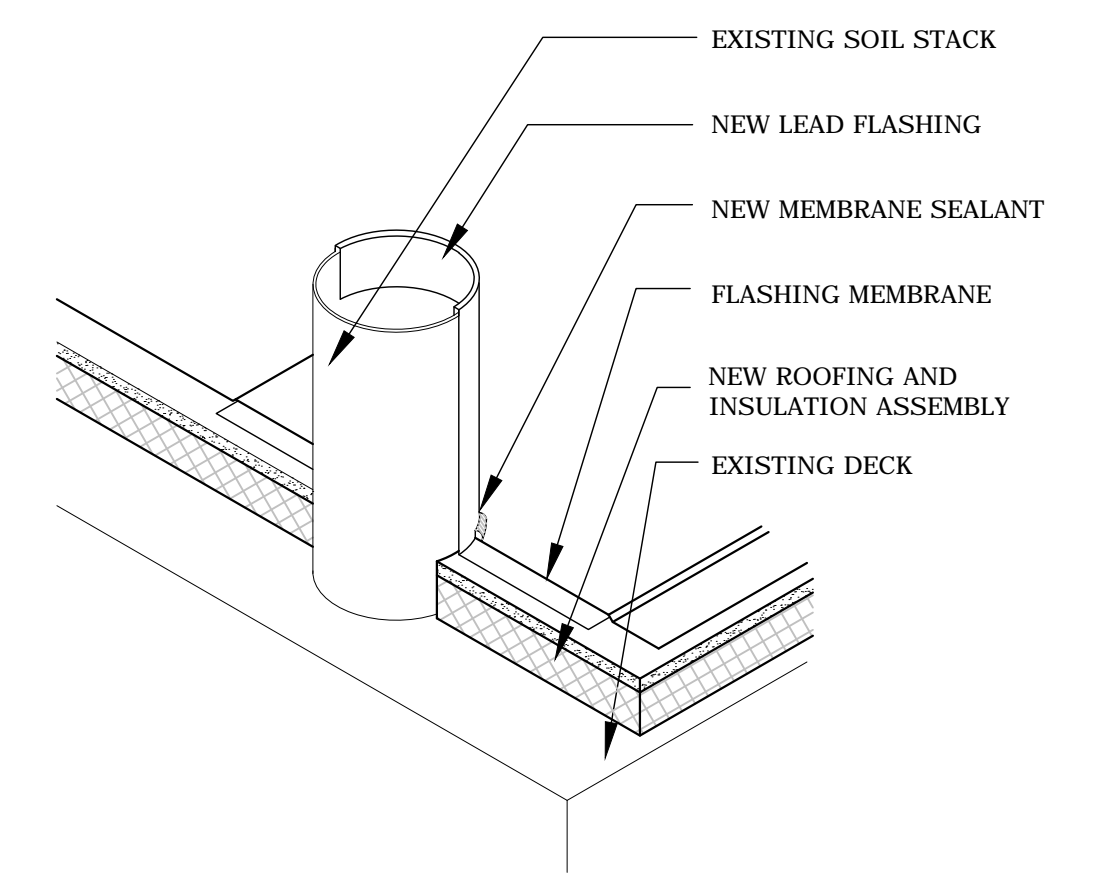 EXISTING SOIL STACK
NEW LEAD FLASHING
NEW MEMBRANE SEALANT
FLASHING MEMBRANE
NEW ROOFING AND
INSULATION ASSEMBLY
EXISTING DECK